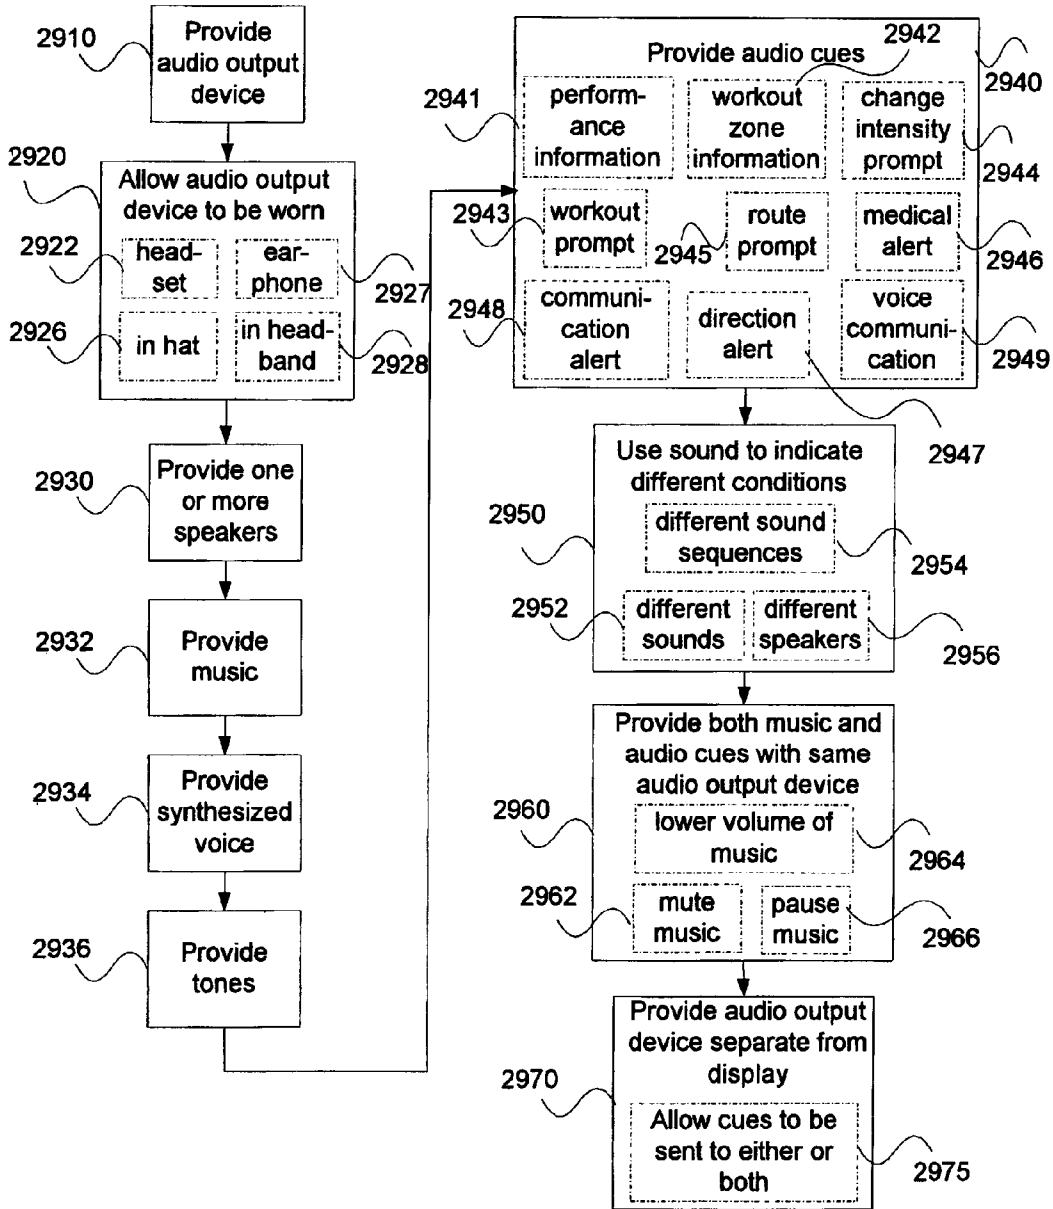 2910
Provide
audio output
device
2920
Allow audio output
device to be worn
2922
head-
set
ear-
phone
2927
2926
in hat
in head-
band
2928
2930
Provide one
or more
speakers
2932
Provide
music
2934
Provide
synthesized
voice
2936
Provide
tones
Provide audio cues
2942
2940
2941
perform-
ance
information
workout
zone
information
change
intensity
prompt
2944
2943
workout
prompt
2945
route
prompt
medical
alert
2946
2948
communi-
cation
alert
direction
alert
voice
communi-
cation
2949
2947
Use sound to indicate
different conditions
2950
different sound
sequences
2954
2952
different
sounds
different
speakers
2956
Provide both music and
audio cues with same
audio output device
2960
lower volume of
music
2964
2962
mute
music
pause
music
2966
Provide audio output
device separate from
display
2970
Allow cues to be
sent to either or
both
2975